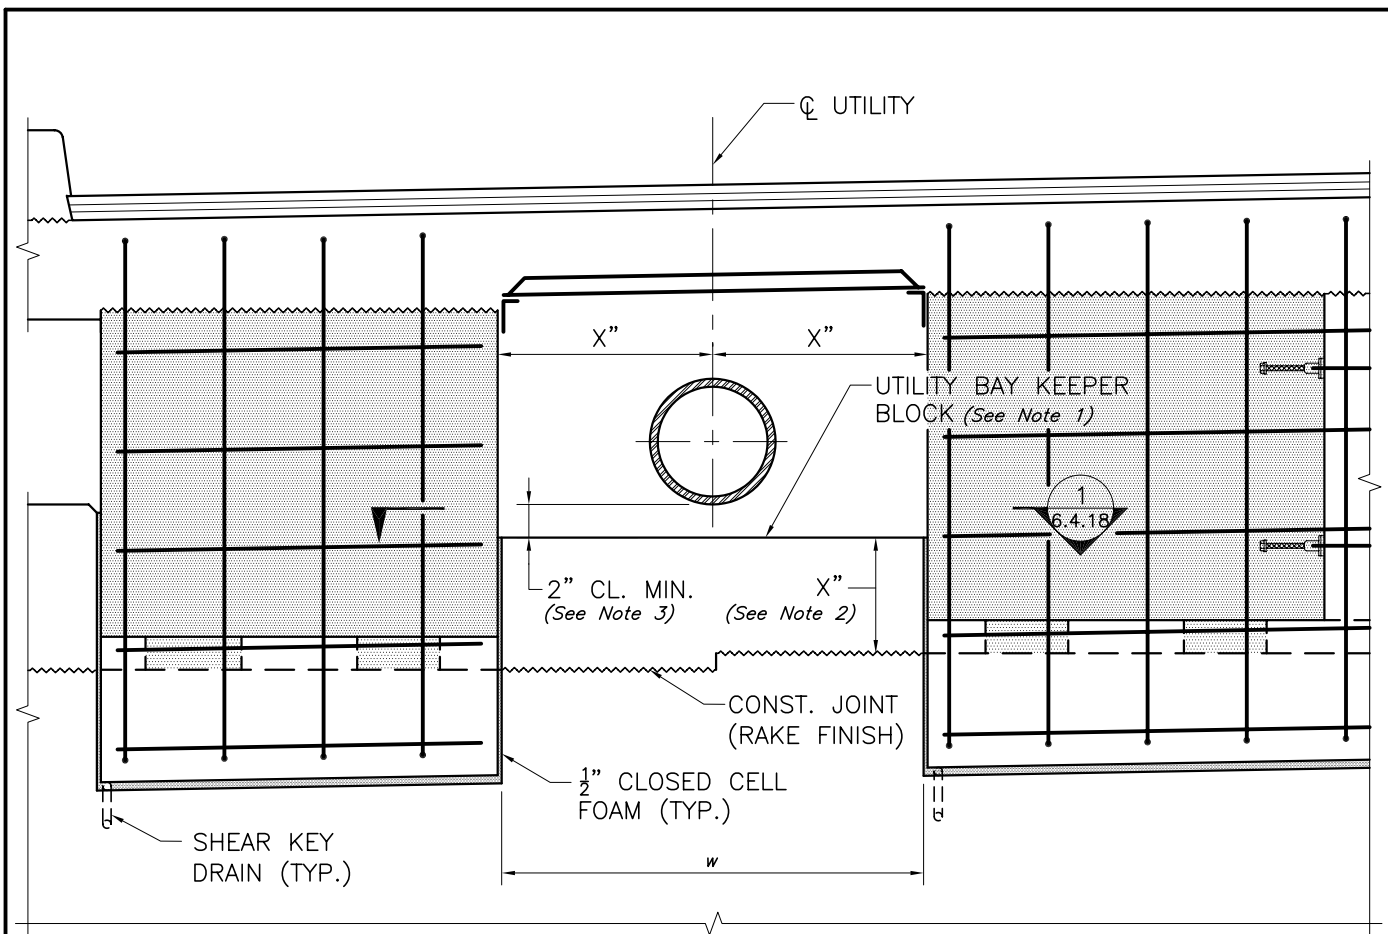 ℄ UTILITY
X” X”
UTILITY BAY KEEPER
BLOCK (See Note 1)
1
6.4.18
2” CL. MIN.
(See Note 3)
X”
(See Note 2)
CONST. JOINT
(RAKE FINISH)
½” CLOSED CELL
FOAM (TYP.)
SHEAR KEY
DRAIN (TYP.)
w